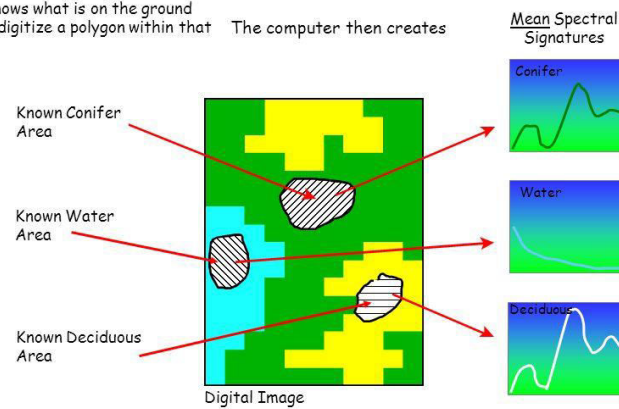 what is on the ground
digitize a polygon within that
The computer then creates
Mean Spectral
Signatures
Conifer
Known Conifer
Area
Water
Known Water
Area
Deciduous
Known Deciduous
Area
Digital Image